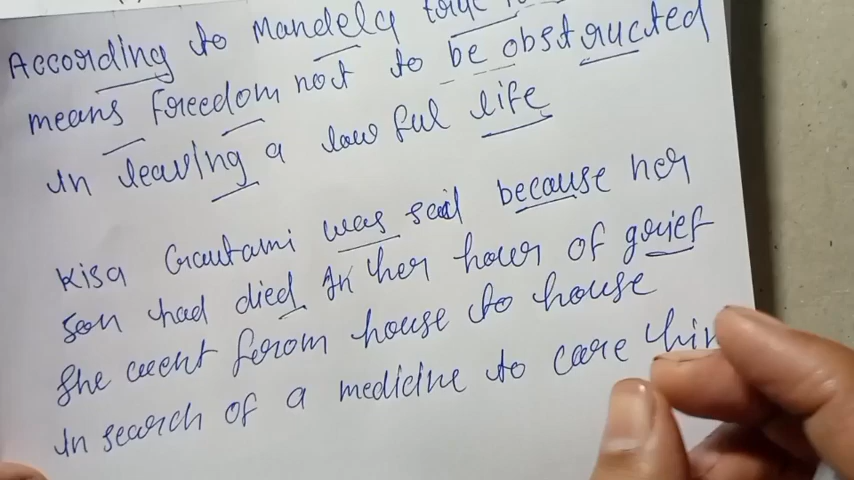 According to Mandela
means freedom not to be obstructed
in leaving a lawful life
Kisa Gautami was said because her
son had died In her hour of grief
She went from house to house
in search of a medicine to care him